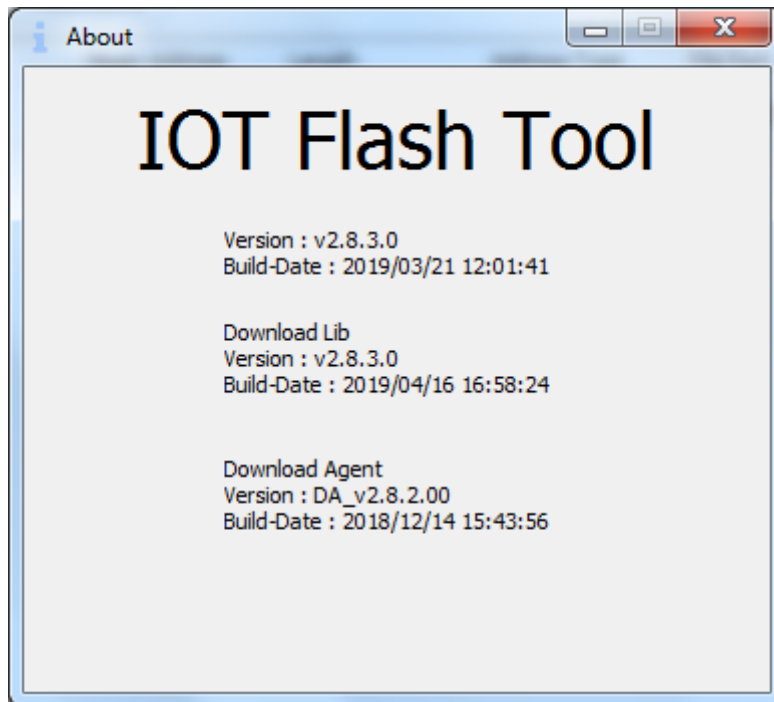 About
IOT Flash Tool
Version : v2.8.3.0
Build-Date : 2019/03/21 12:01:41
Download Lib
Version : v2.8.3.0
Build-Date : 2019/04/16 16:58:24
Download Agent
Version : DA_v2.8.2.00
Build-Date : 2018/12/14 15:43:56